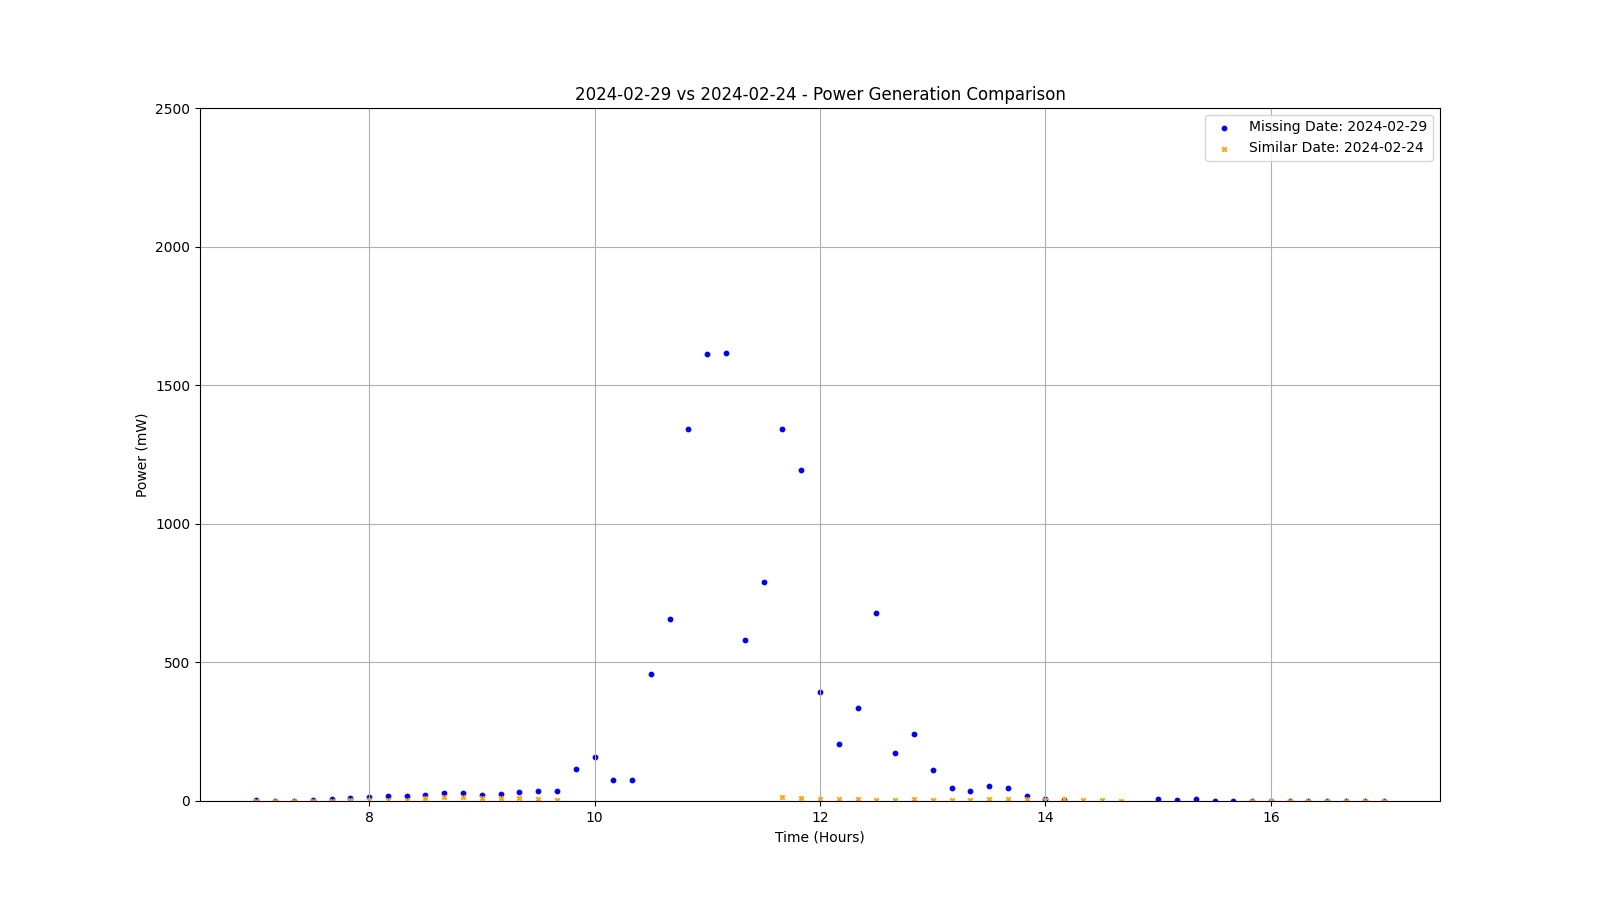 2024-02-29 vs 2024-02-24 - Power Generation Comparison
Missing Date: 2024-02-29
Similar Date: 2024-02-24
2500
2000
1500
1000
500
0
Power (mW)
8 10 12 14 16
Time (Hours)